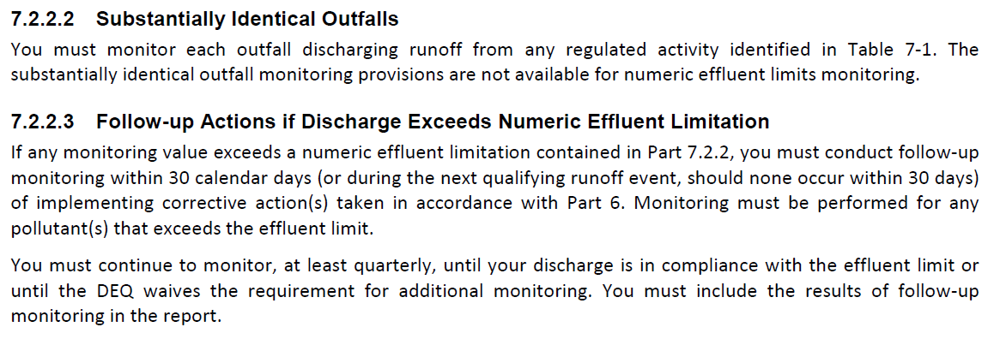 7.2.2.2 Substantially Identical Outfalls
You must monitor each outfall discharging runoff from any regulated activity identified in Table 7-1. The
substantially identical outfall monitoring provisions are not available for numeric effluent limits monitoring.
7.2.2.3 Follow-up Actions if Discharge Exceeds Numeric Effluent Limitation
If any monitoring value exceeds a numeric effluent limitation contained in Part 7.2.2, you must conduct follow-up
monitoring within 30 calendar days (or during the next qualifying runoff event, should none occur within 30 days)
of implementing corrective action(s) taken in accordance with Part 6. Monitoring must be performed for any
pollutant(s) that exceeds the effluent limit.
You must continue to monitor, at least quarterly, until your discharge is in compliance with the effluent limit or
until the DEQ waives the requirement for additional monitoring. You must include the results of follow-up
monitoring in the report.